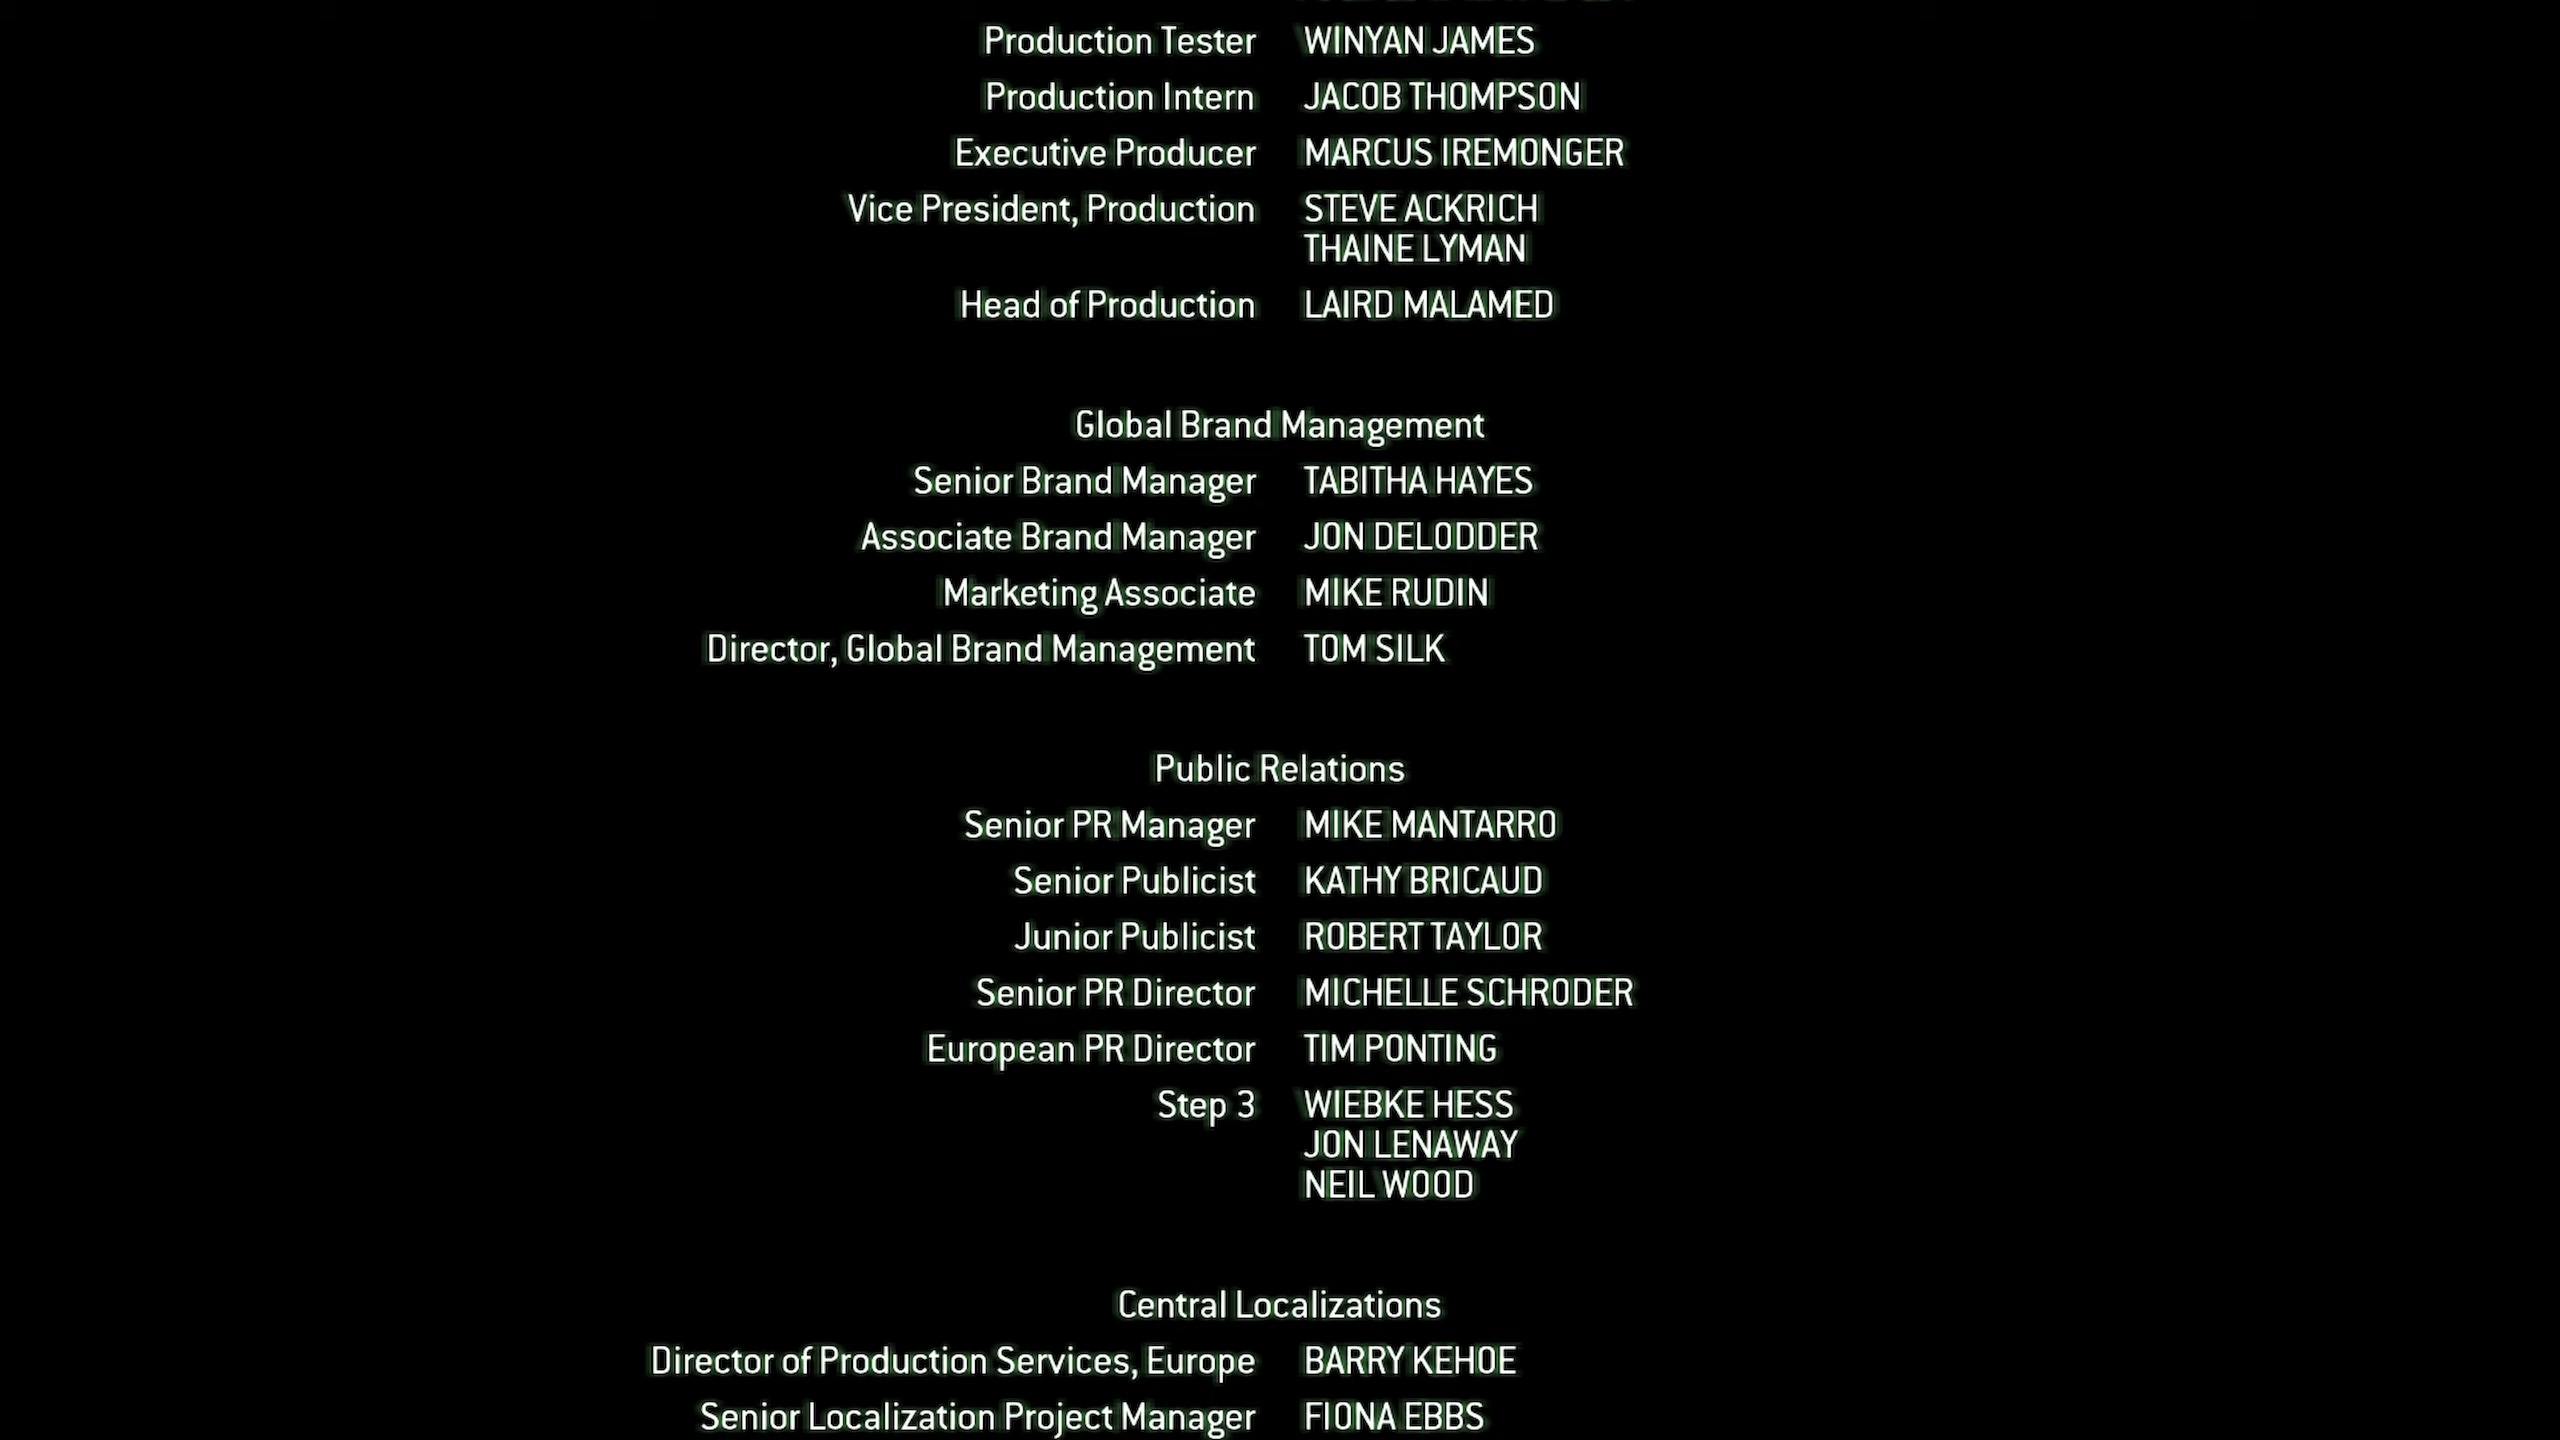 Production Tester WINYAN JAMES
Production Intern JACOB THOMPSON
Executive Producer MARCUS IREMONGER
Vice President, Production STEVE ACKRICH
THAINE LYMAN
Head of Production LAIRD MALAMED
Global Brand Management
Senior Brand Manager TABITHA HAYES
Associate Brand Manager JON DELODDER
Marketing Associate MIKE RUDIN
Director, Global Brand Management TOM SILK
Public Relations
Senior PR Manager MIKE MANTARRO
Senior Publicist KATHY BRICAUD
Junior Publicist ROBERT TAYLOR
Senior PR Director MICHELLE SCHRODER
European PR Director TIM PONTING
Step 3 WIEBKE HESS
JON LENAWAY
NEIL WOOD
Central Localizations
Director of Production Services, Europe BARRY KEHOE
Senior Localization Project Manager FIONA EBBS